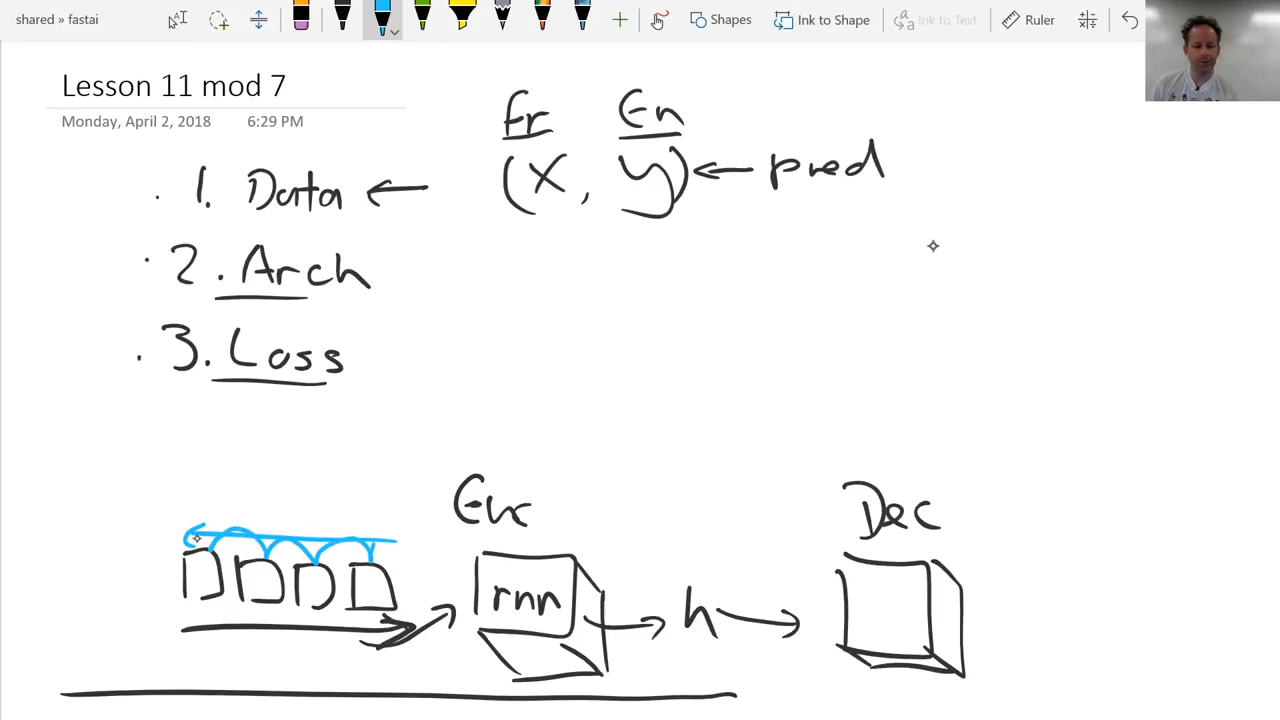 shared » fastai
Shapes
Ink to Shape
Ink to Text
Ruler
Lesson 11 mod 7
Monday, April 2, 2018 6:29 PM
Fr En
(x, y) ← pred
1. Data ←
2. Arch
3. Loss
Enc Dec
rnn → h →